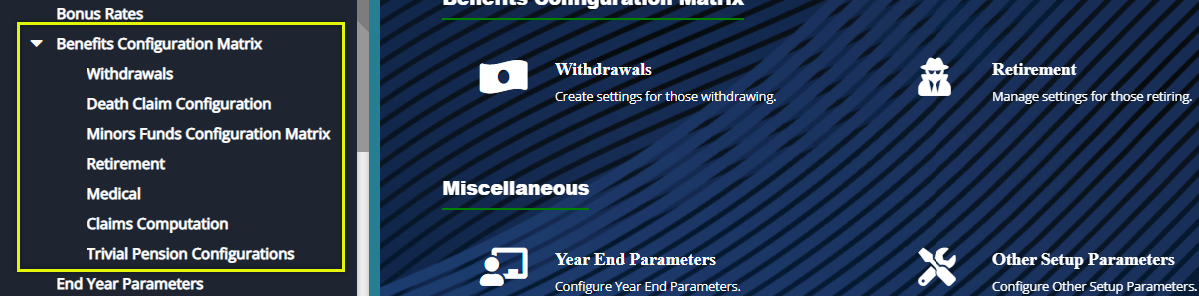 Bonus Rates
Benefits Configuration Matrix
Withdrawals
Death Claim Configuration
Minors Funds Configuration Matrix
Retirement
Medical
Claims Computation
Trivial Pension Configurations
End Year Parameters
Benefits Configuration Matrix
Withdrawals
Create settings for those withdrawing.
Retirement
Manage settings for those retiring.
Miscellaneous
Year End Parameters
Configure Year End Parameters.
Other Setup Parameters
Configure Other Setup Parameters.